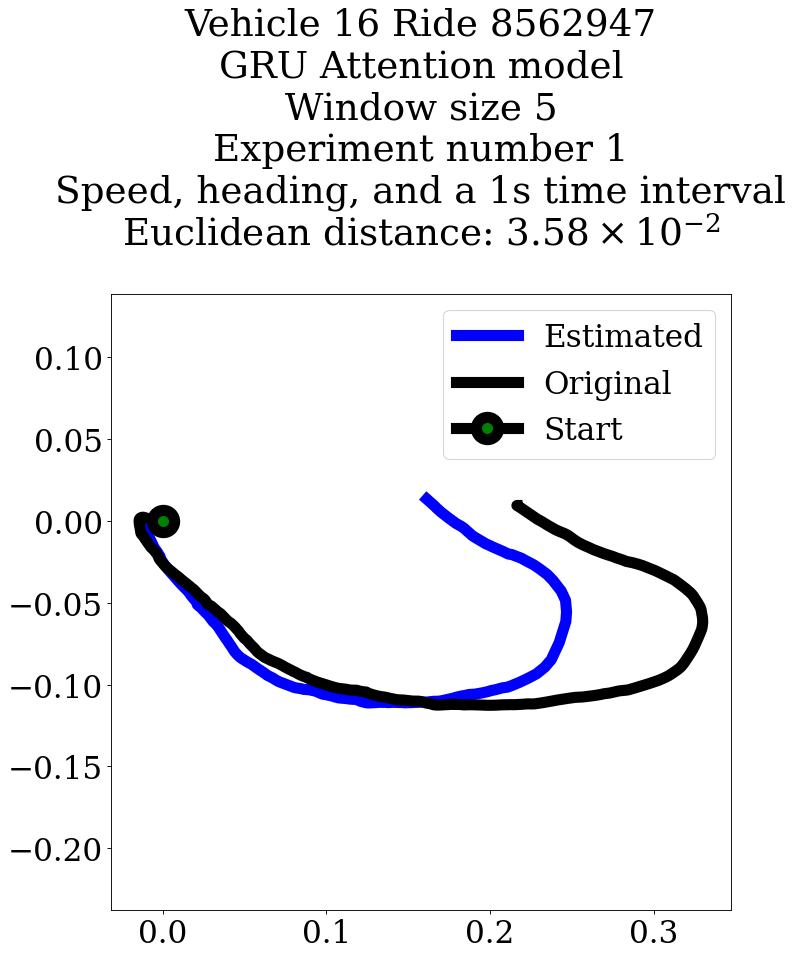 Vehicle 16 Ride 8562947
GRU Attention model
Window size 5
Experiment number 1
Speed, heading, and a 1s time interval
Euclidean distance: 3.58 × 10⁻²
Estimated
Original
Start
0.10
0.05
0.00
−0.05
−0.10
−0.15
−0.20
0.0 0.1 0.2 0.3